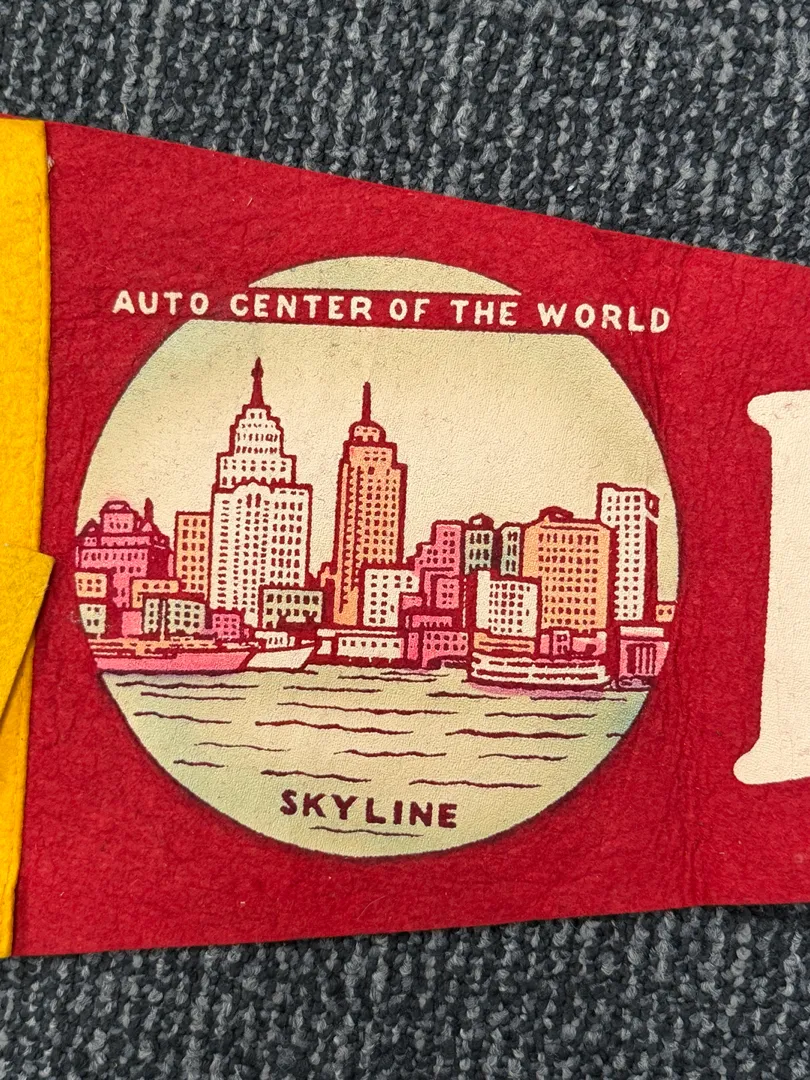 AUTO CENTER OF THE WORLD
SKYLINE